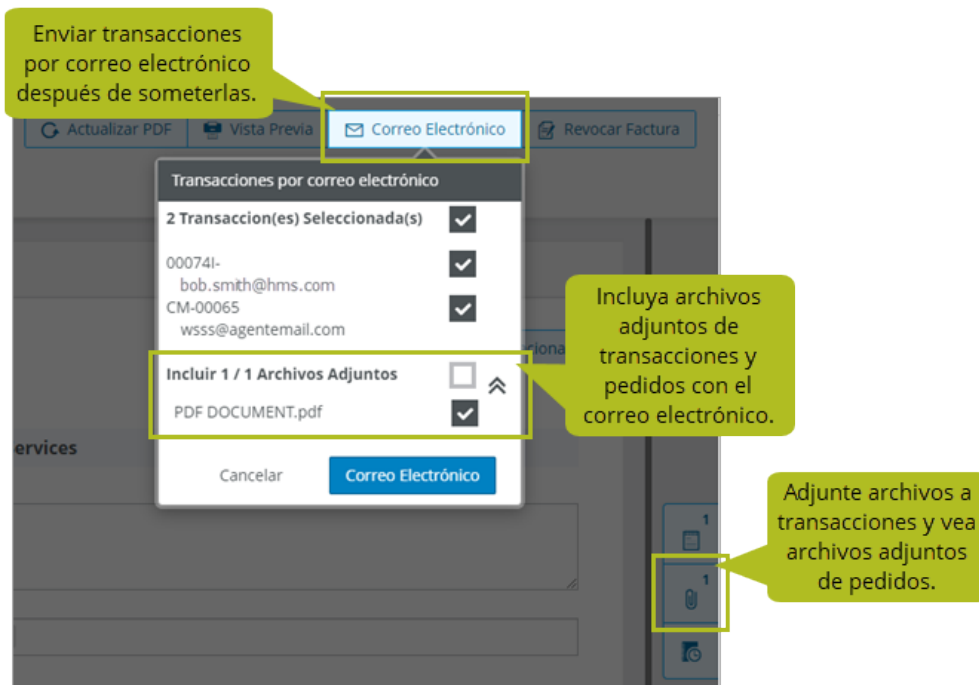 Enviar transacciones
por correo electrónico
después de someterlas.
Actualizar PDF
Vista Previa
Correo Electrónico
Revocar Factura
Transacciones por correo electrónico
2 Transaccion(es) Seleccionada(s)
00074I-
bob.smith@hms.com
CM-00065
wsss@agentemail.com
Incluya archivos
adjuntos de
transacciones y
pedidos con el
correo electrónico.
Incluir 1 / 1 Archivos Adjuntos
PDF DOCUMENT.pdf
ervices
Cancelar
Correo Electrónico
Adjunte archivos a
transacciones y vea
archivos adjuntos
de pedidos.
1
1